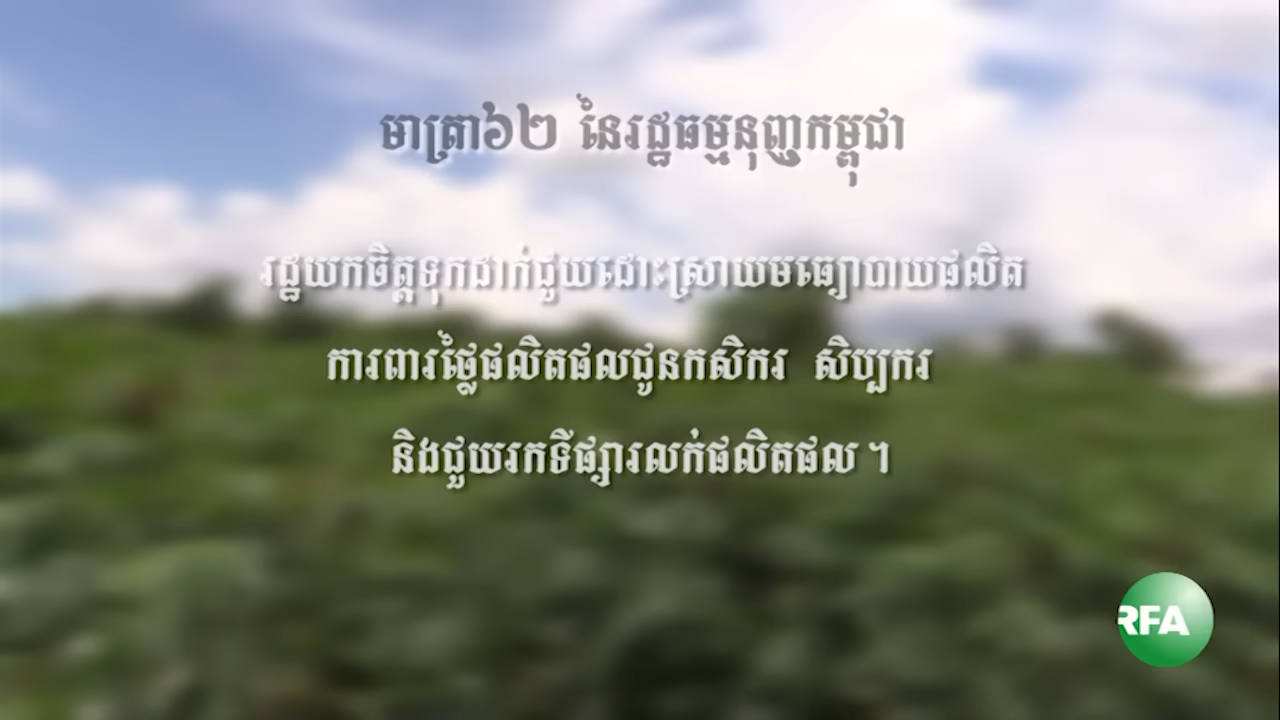 មាត្រា៦២ នៃរដ្ឋធម្មនុញ្ញកម្ពុជា
រដ្ឋយកចិត្តទុកដាក់ជួយដោះស្រាយមធ្យោបាយផលិត
ការពារថ្លៃផលិតផលជូនកសិករ សិប្បករ
និងជួយរកទីផ្សារលក់ផលិតផល។
RFA